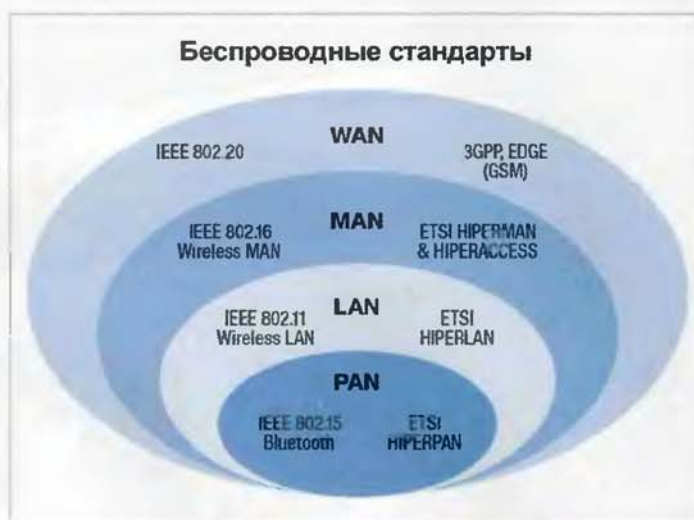 Беспроводные стандарты
WAN
IEEE 802.20
3GPP, EDGE
(GSM)
MAN
IEEE 802.16
Wireless MAN
ETSI HIPERMAN
& HIPERACCESS
LAN
IEEE 802.11
Wireless LAN
ETSI
HIPERLAN
PAN
IEEE 802.15
Bluetooth
ETSI
HIPERPAN